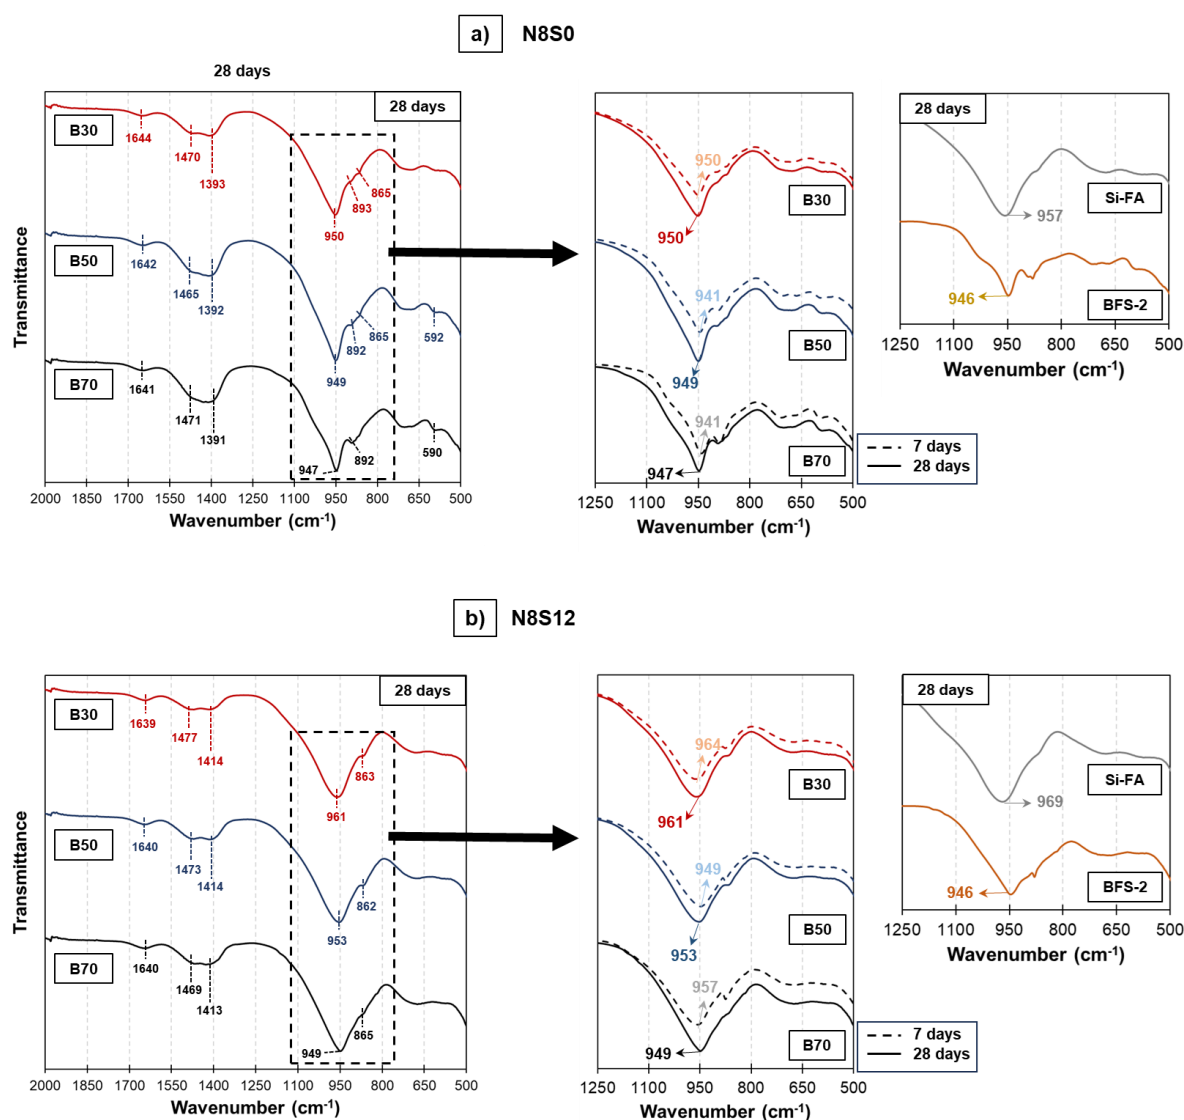 a) N8S0
28 days
28 days
B30
1644
1470
1393
950
893
865
B50
1642
1465
1392
949
892
865
592
B70
1641
1471
1391
947
892
590
Transmittance
2000 1850 1700 1550 1400 1250 1100 950 800 650 500
Wavenumber (cm-1)
950
950
B30
941
949
B50
941
947
B70
7 days
28 days
1250 1100 950 800 650 500
Wavenumber (cm-1)
28 days
Si-FA
957
946
BFS-2
1250 1100 950 800 650 500
Wavenumber (cm-1)
b) N8S12
28 days
B30
1639
1477
1414
961
863
B50
1640
1473
1414
953
862
B70
1640
1469
1413
949
865
Transmittance
2000 1850 1700 1550 1400 1250 1100 950 800 650 500
Wavenumber (cm-1)
964
961
B30
949
953
B50
957
949
B70
7 days
28 days
1250 1100 950 800 650 500
Wavenumber (cm-1)
28 days
Si-FA
969
946
BFS-2
1250 1100 950 800 650 500
Wavenumber (cm-1)